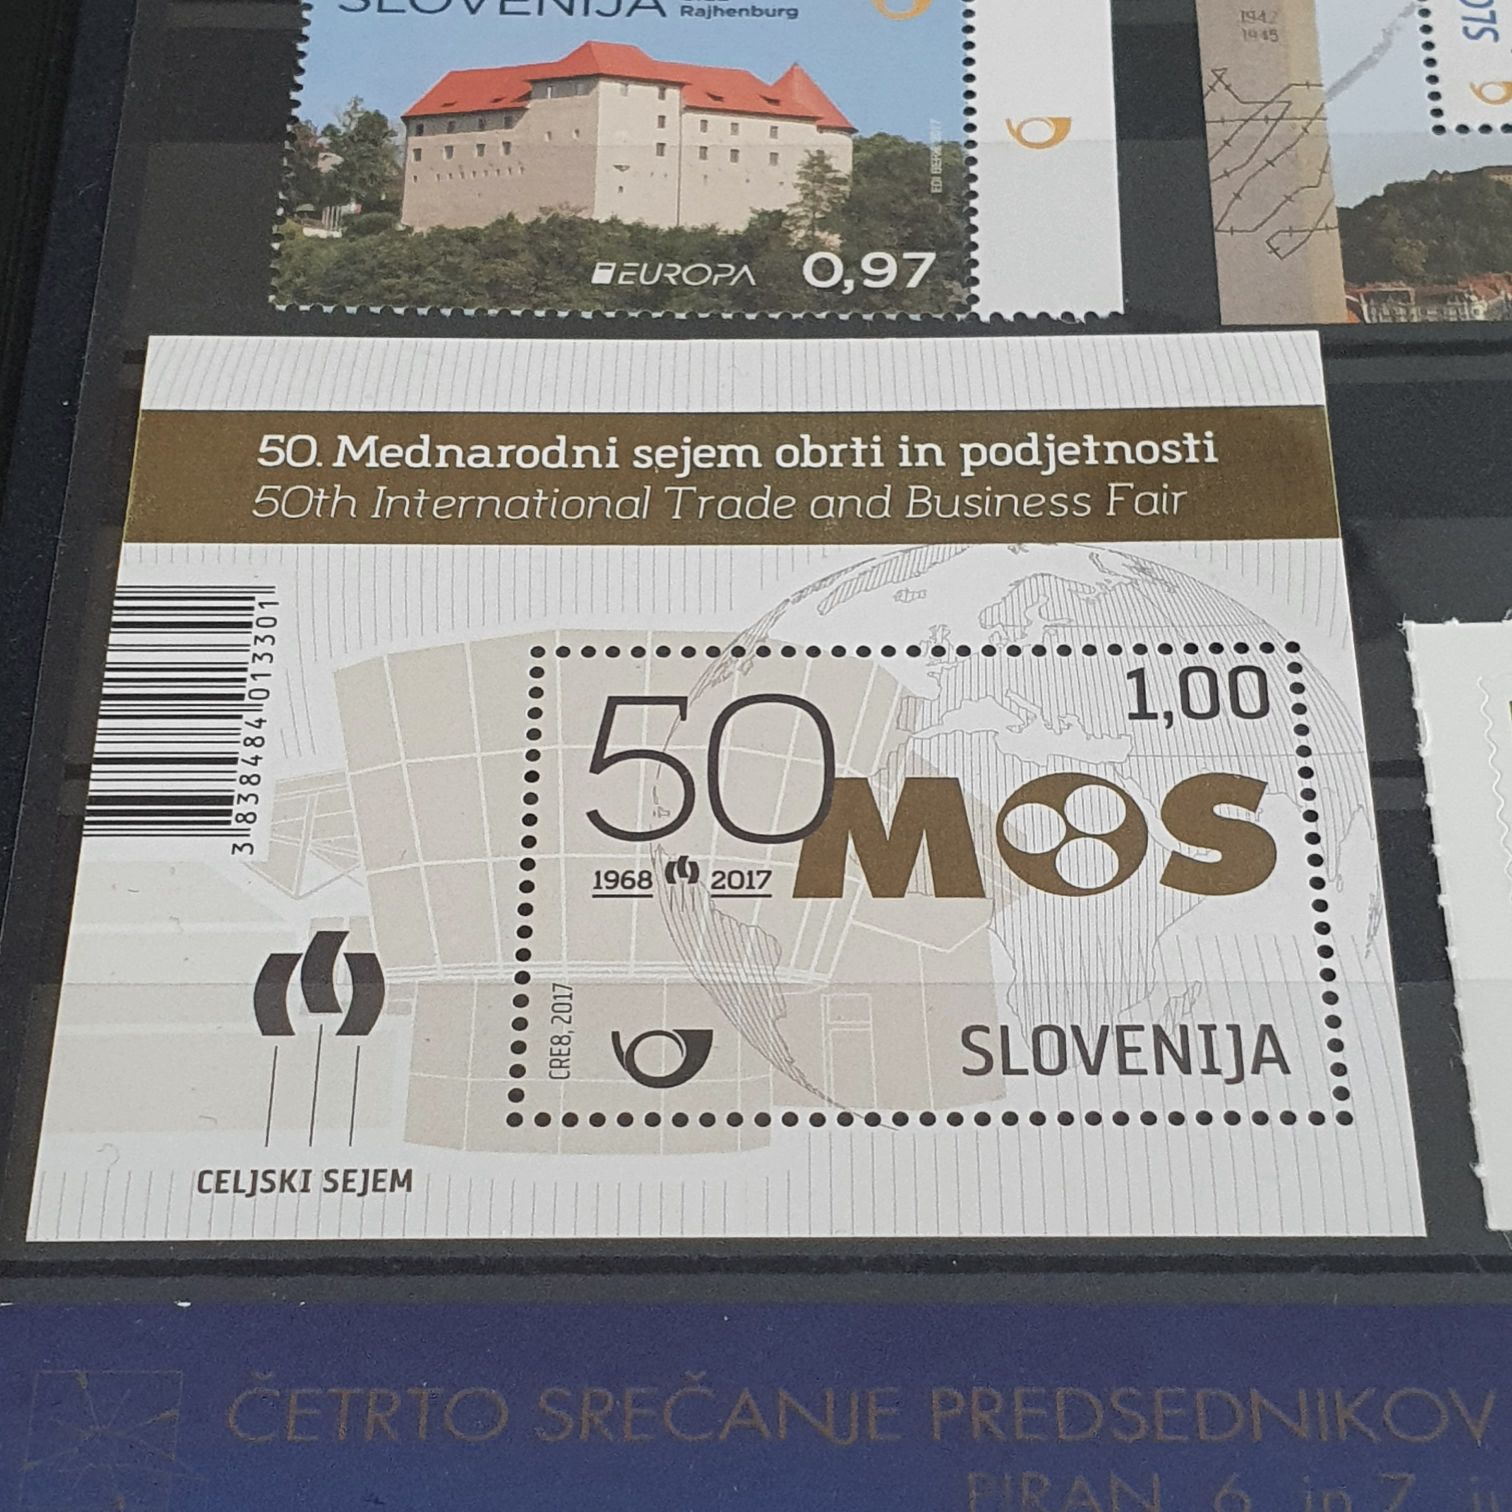 SLOVENIJA
Rajhenburg
EDI BERK 2017
EUROPA 0,97
1942
1945
50. Mednarodni sejem obrti in podjetnosti
50th International Trade and Business Fair
3 838484 013301
1,00
50 MOS
1968 2017
CRE8, 2017
SLOVENIJA
CELJSKI SEJEM
ČETRTO SREČANJE PREDSEDNIKOV
PIRAN, 6. in 7.